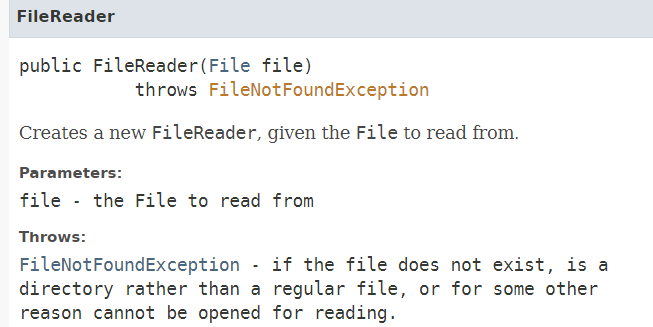 FileReader
public FileReader(File file)
throws FileNotFoundException
Creates a new FileReader, given the File to read from.
Parameters:
file - the File to read from
Throws:
FileNotFoundException - if the file does not exist, is a
directory rather than a regular file, or for some other
reason cannot be opened for reading.